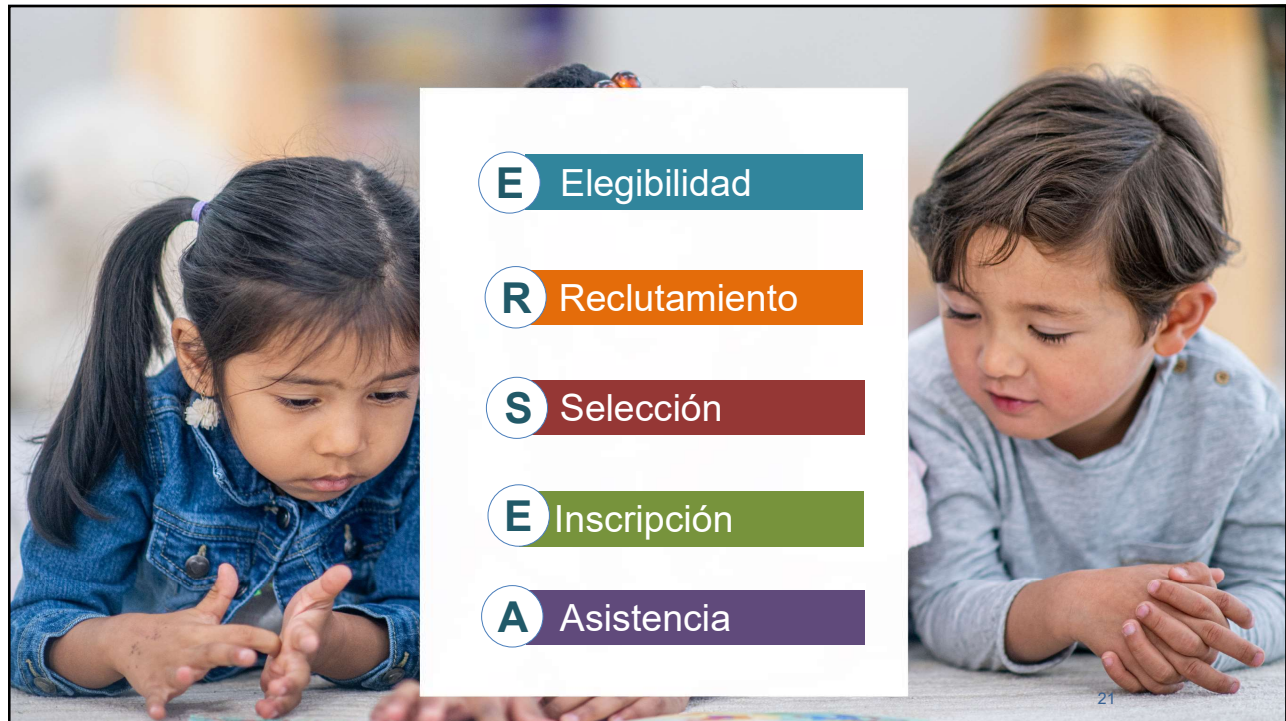 E Elegibilidad
R Reclutamiento
S Selección
E Inscripción
A Asistencia
21